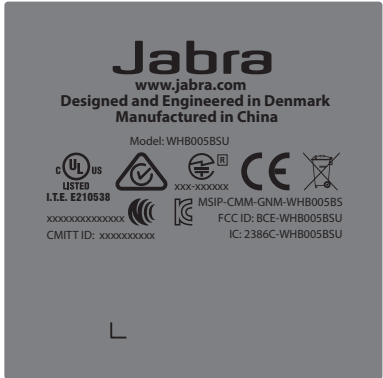 Jabra
www.jabra.com
Designed and Engineered in Denmark
Manufactured in China
Model: WHB005BSU
C UL US
LISTED
I.T.E. E210538
R
xxx-xxxxxx
CE
MSIP-CMM-GNM-WHB005BS
xxxxxxxxxxxxxx
FCC ID: BCE-WHB005BSU
CMITT ID: xxxxxxxxxx
IC: 2386C-WHB005BSU